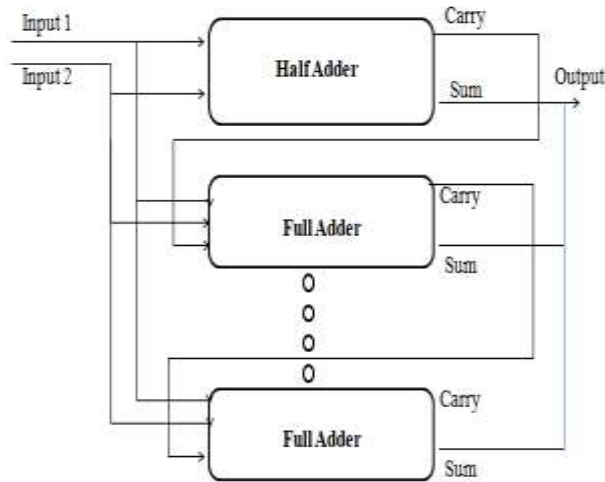 Input 1
Input 2
Half Adder
Carry
Sum
Output
Full Adder
Carry
Sum
Full Adder
Carry
Sum